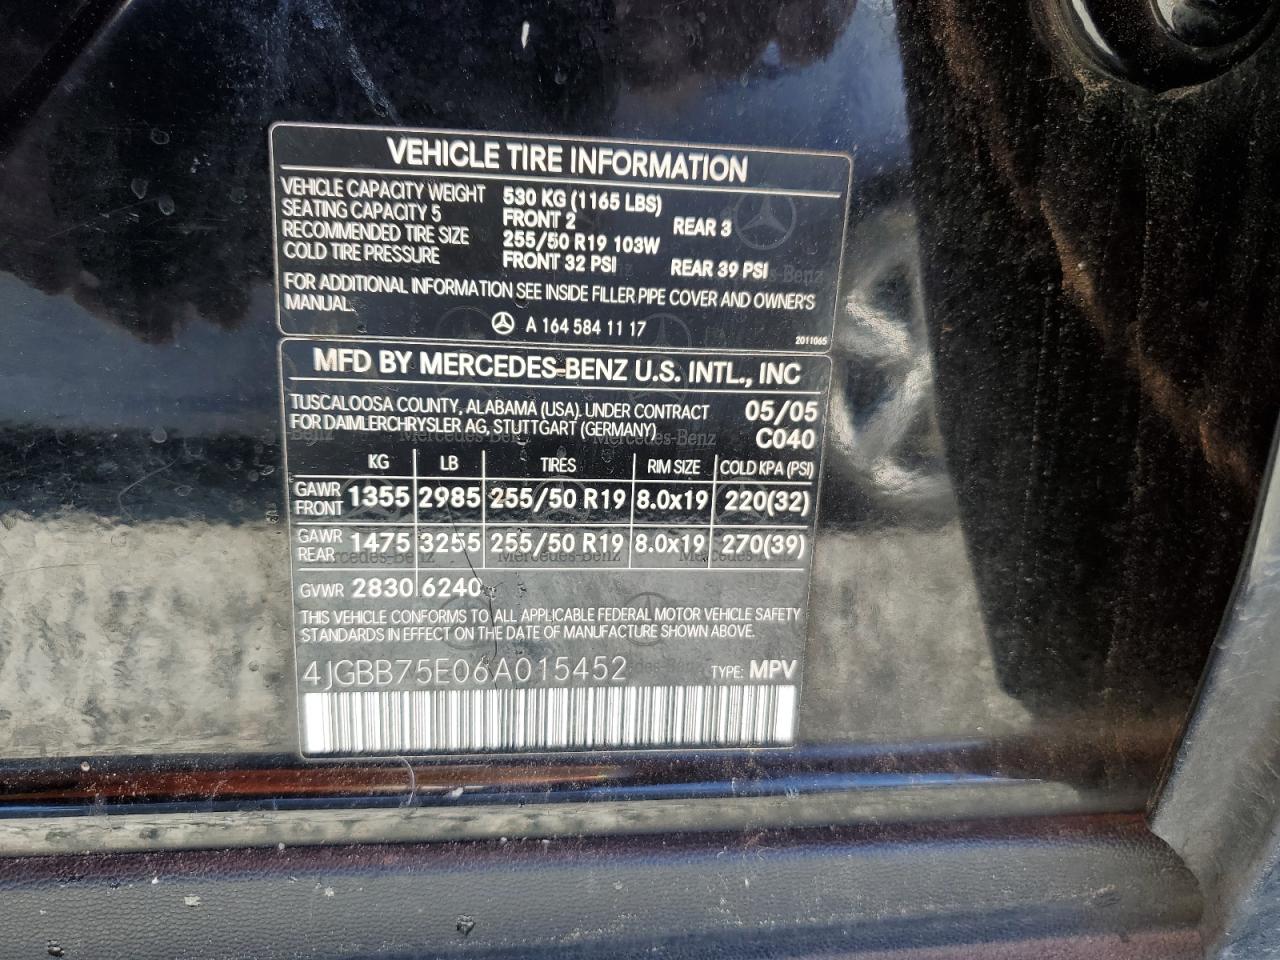 VEHICLE TIRE INFORMATION
VEHICLE CAPACITY WEIGHT 530 KG (1165 LBS)
SEATING CAPACITY 5 FRONT 2 REAR 3
RECOMMENDED TIRE SIZE 255/50 R19 103W
COLD TIRE PRESSURE FRONT 32 PSI REAR 39 PSI
FOR ADDITIONAL INFORMATION SEE INSIDE FILLER PIPE COVER AND OWNER'S
MANUAL.
A 164 584 11 17
2011065
MFD BY MERCEDES-BENZ U.S. INTL., INC
TUSCALOOSA COUNTY, ALABAMA (USA). UNDER CONTRACT 05/05
FOR DAIMLERCHRYSLER AG, STUTTGART (GERMANY) C040
KG LB TIRES RIM SIZE COLD KPA (PSI)
GAWR FRONT 1355 2985 255/50 R19 8.0x19 220(32)
GAWR REAR 1475 3255 255/50 R19 8.0x19 270(39)
GVWR 2830 6240
THIS VEHICLE CONFORMS TO ALL APPLICABLE FEDERAL MOTOR VEHICLE SAFETY
STANDARDS IN EFFECT ON THE DATE OF MANUFACTURE SHOWN ABOVE.
4JGBB75E06A015452 TYPE: MPV